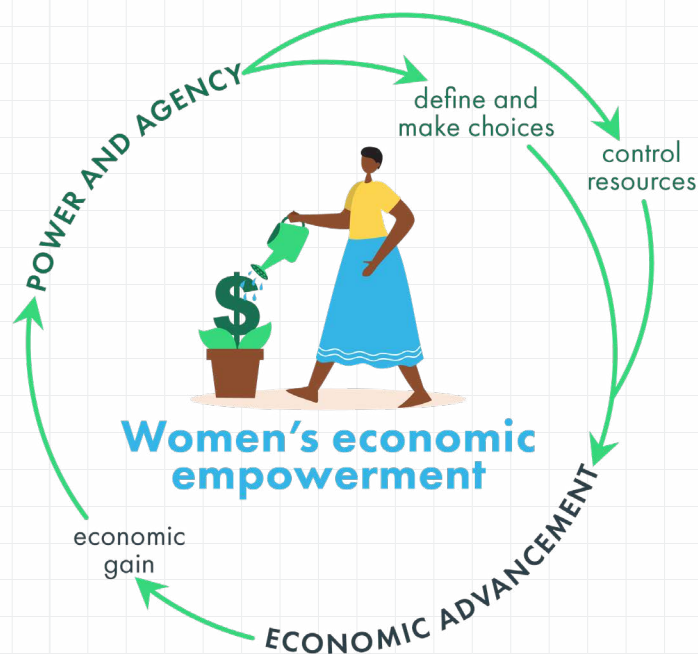 POWER AND AGENCY
define and
make choices
control
resources
$
Women's economic
empowerment
economic
gain
ECONOMIC ADVANCEMENT